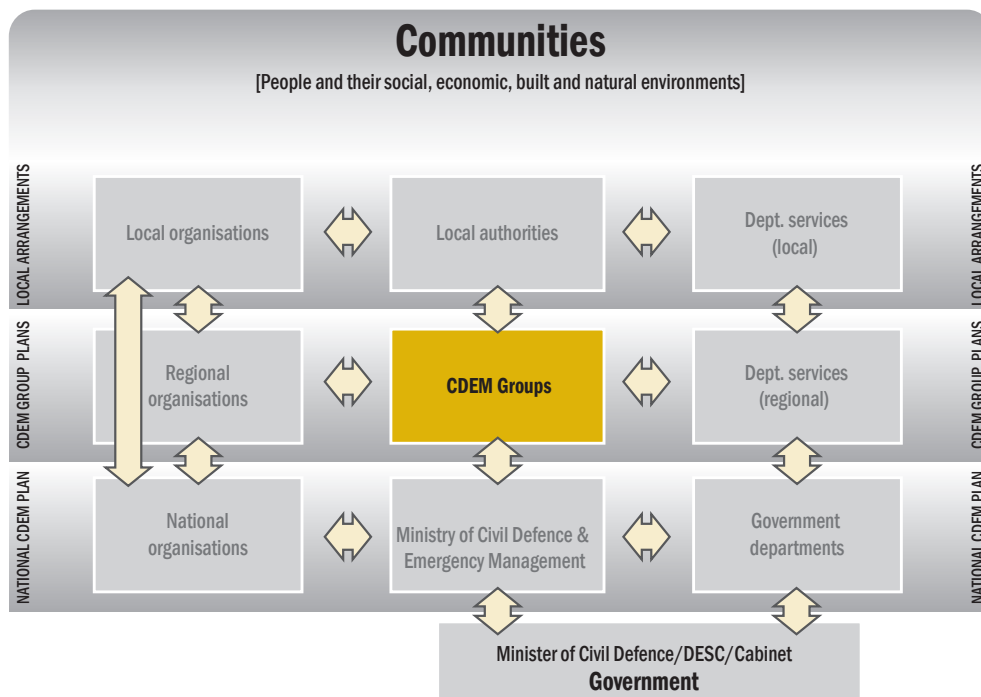 Communities
[People and their social, economic, built and natural environments]
LOCAL ARRANGEMENTS
Local organisations
Local authorities
Dept. services
(local)
LOCAL ARRANGEMENTS
CDEM GROUP PLANS
Regional
organisations
CDEM Groups
Dept. services
(regional)
CDEM GROUP PLANS
NATIONAL CDEM PLAN
National
organisations
Ministry of Civil Defence &
Emergency Management
Government
departments
NATIONAL CDEM PLAN
Minister of Civil Defence/DESC/Cabinet
Government